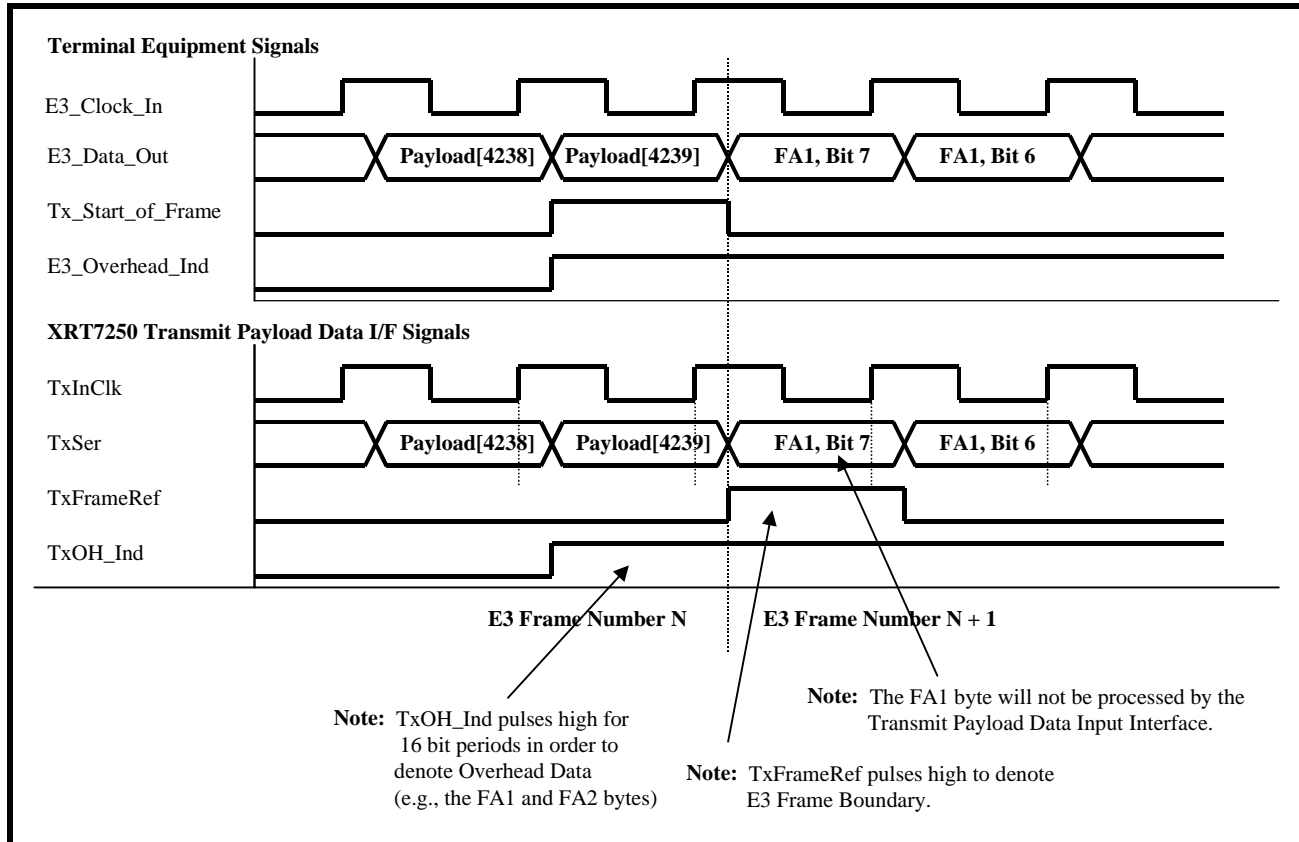 Terminal Equipment Signals
E3_Clock_In
E3_Data_Out
Payload[4238] Payload[4239] FA1, Bit 7 FA1, Bit 6
Tx_Start_of_Frame
E3_Overhead_Ind
XRT7250 Transmit Payload Data I/F Signals
TxInClk
TxSer
Payload[4238] Payload[4239] FA1, Bit 7 FA1, Bit 6
TxFrameRef
TxOH_Ind
E3 Frame Number N E3 Frame Number N + 1
Note: The FA1 byte will not be processed by the
Transmit Payload Data Input Interface.
Note: TxOH_Ind pulses high for
16 bit periods in order to
denote Overhead Data
(e.g., the FA1 and FA2 bytes)
Note: TxFrameRef pulses high to denote
E3 Frame Boundary.